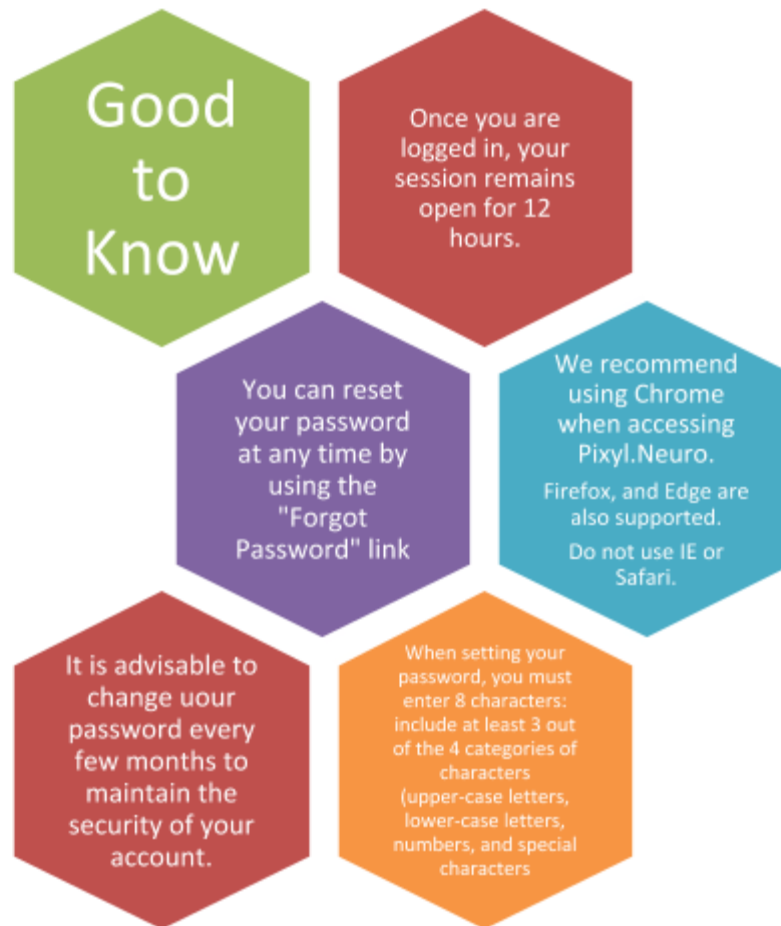 Good
to
Know
Once you are
logged in, your
session remains
open for 12
hours.
You can reset
your password
at any time by
using the
"Forgot
Password" link
We recommend
using Chrome
when accessing
Pixyl.Neuro.
Firefox, and Edge are
also supported.
Do not use IE or
Safari.
It is advisable to
change uour
password every
few months to
maintain the
security of your
account.
When setting your
password, you must
enter 8 characters:
include at least 3 out
of the 4 categories of
characters
(upper-case letters,
lower-case letters,
numbers, and special
characters